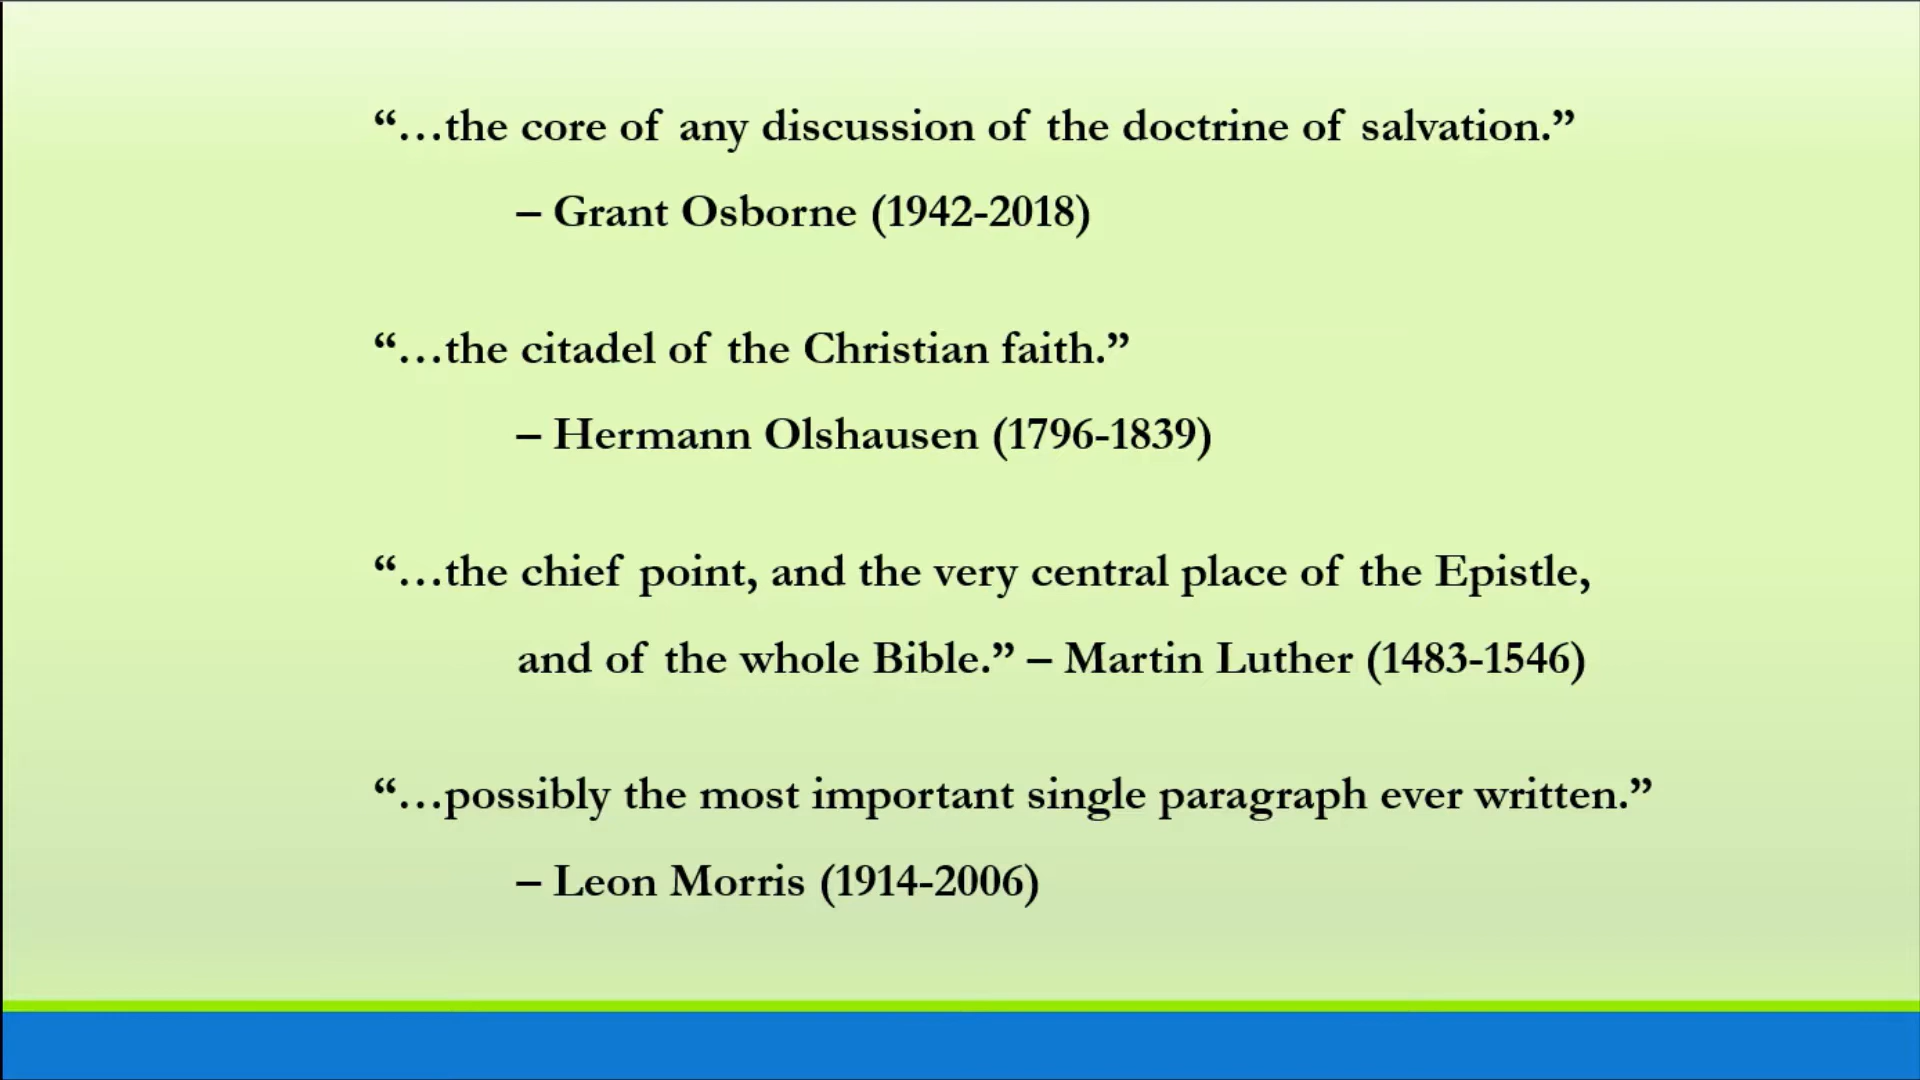 “…the core of any discussion of the doctrine of salvation.”
– Grant Osborne (1942-2018)
“…the citadel of the Christian faith.”
– Hermann Olshausen (1796-1839)
“…the chief point, and the very central place of the Epistle,
and of the whole Bible.” – Martin Luther (1483-1546)
“…possibly the most important single paragraph ever written.”
– Leon Morris (1914-2006)